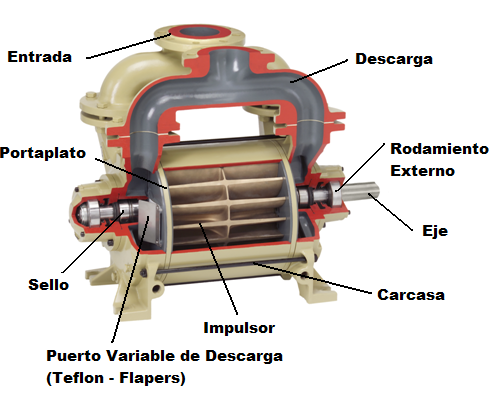 Entrada
Descarga
Portaplato
Rodamiento
Externo
Eje
Sello
Carcasa
Impulsor
Puerto Variable de Descarga
(Teflon - Flapers)